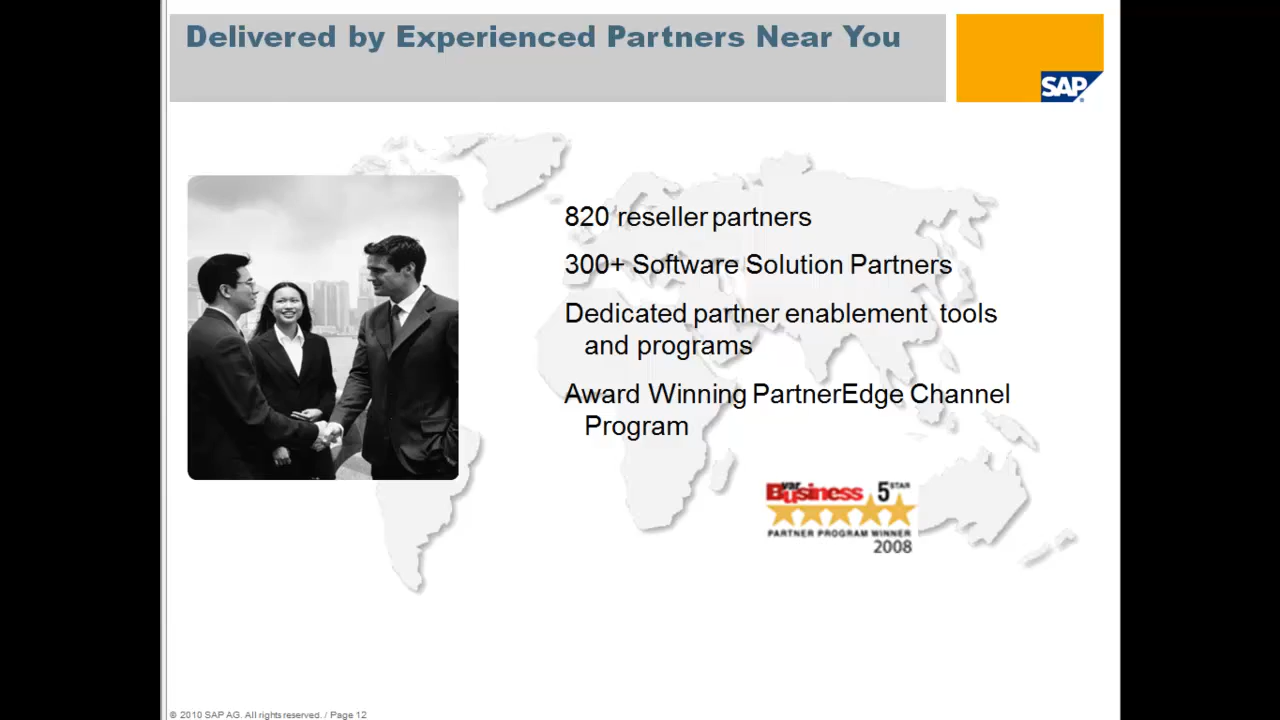 Delivered by Experienced Partners Near You
SAP
820 reseller partners
300+ Software Solution Partners
Dedicated partner enablement tools
and programs
Award Winning PartnerEdge Channel
Program
var
Business 5 STAR
PARTNER PROGRAM WINNER
2008
© 2010 SAP AG. All rights reserved. / Page 12